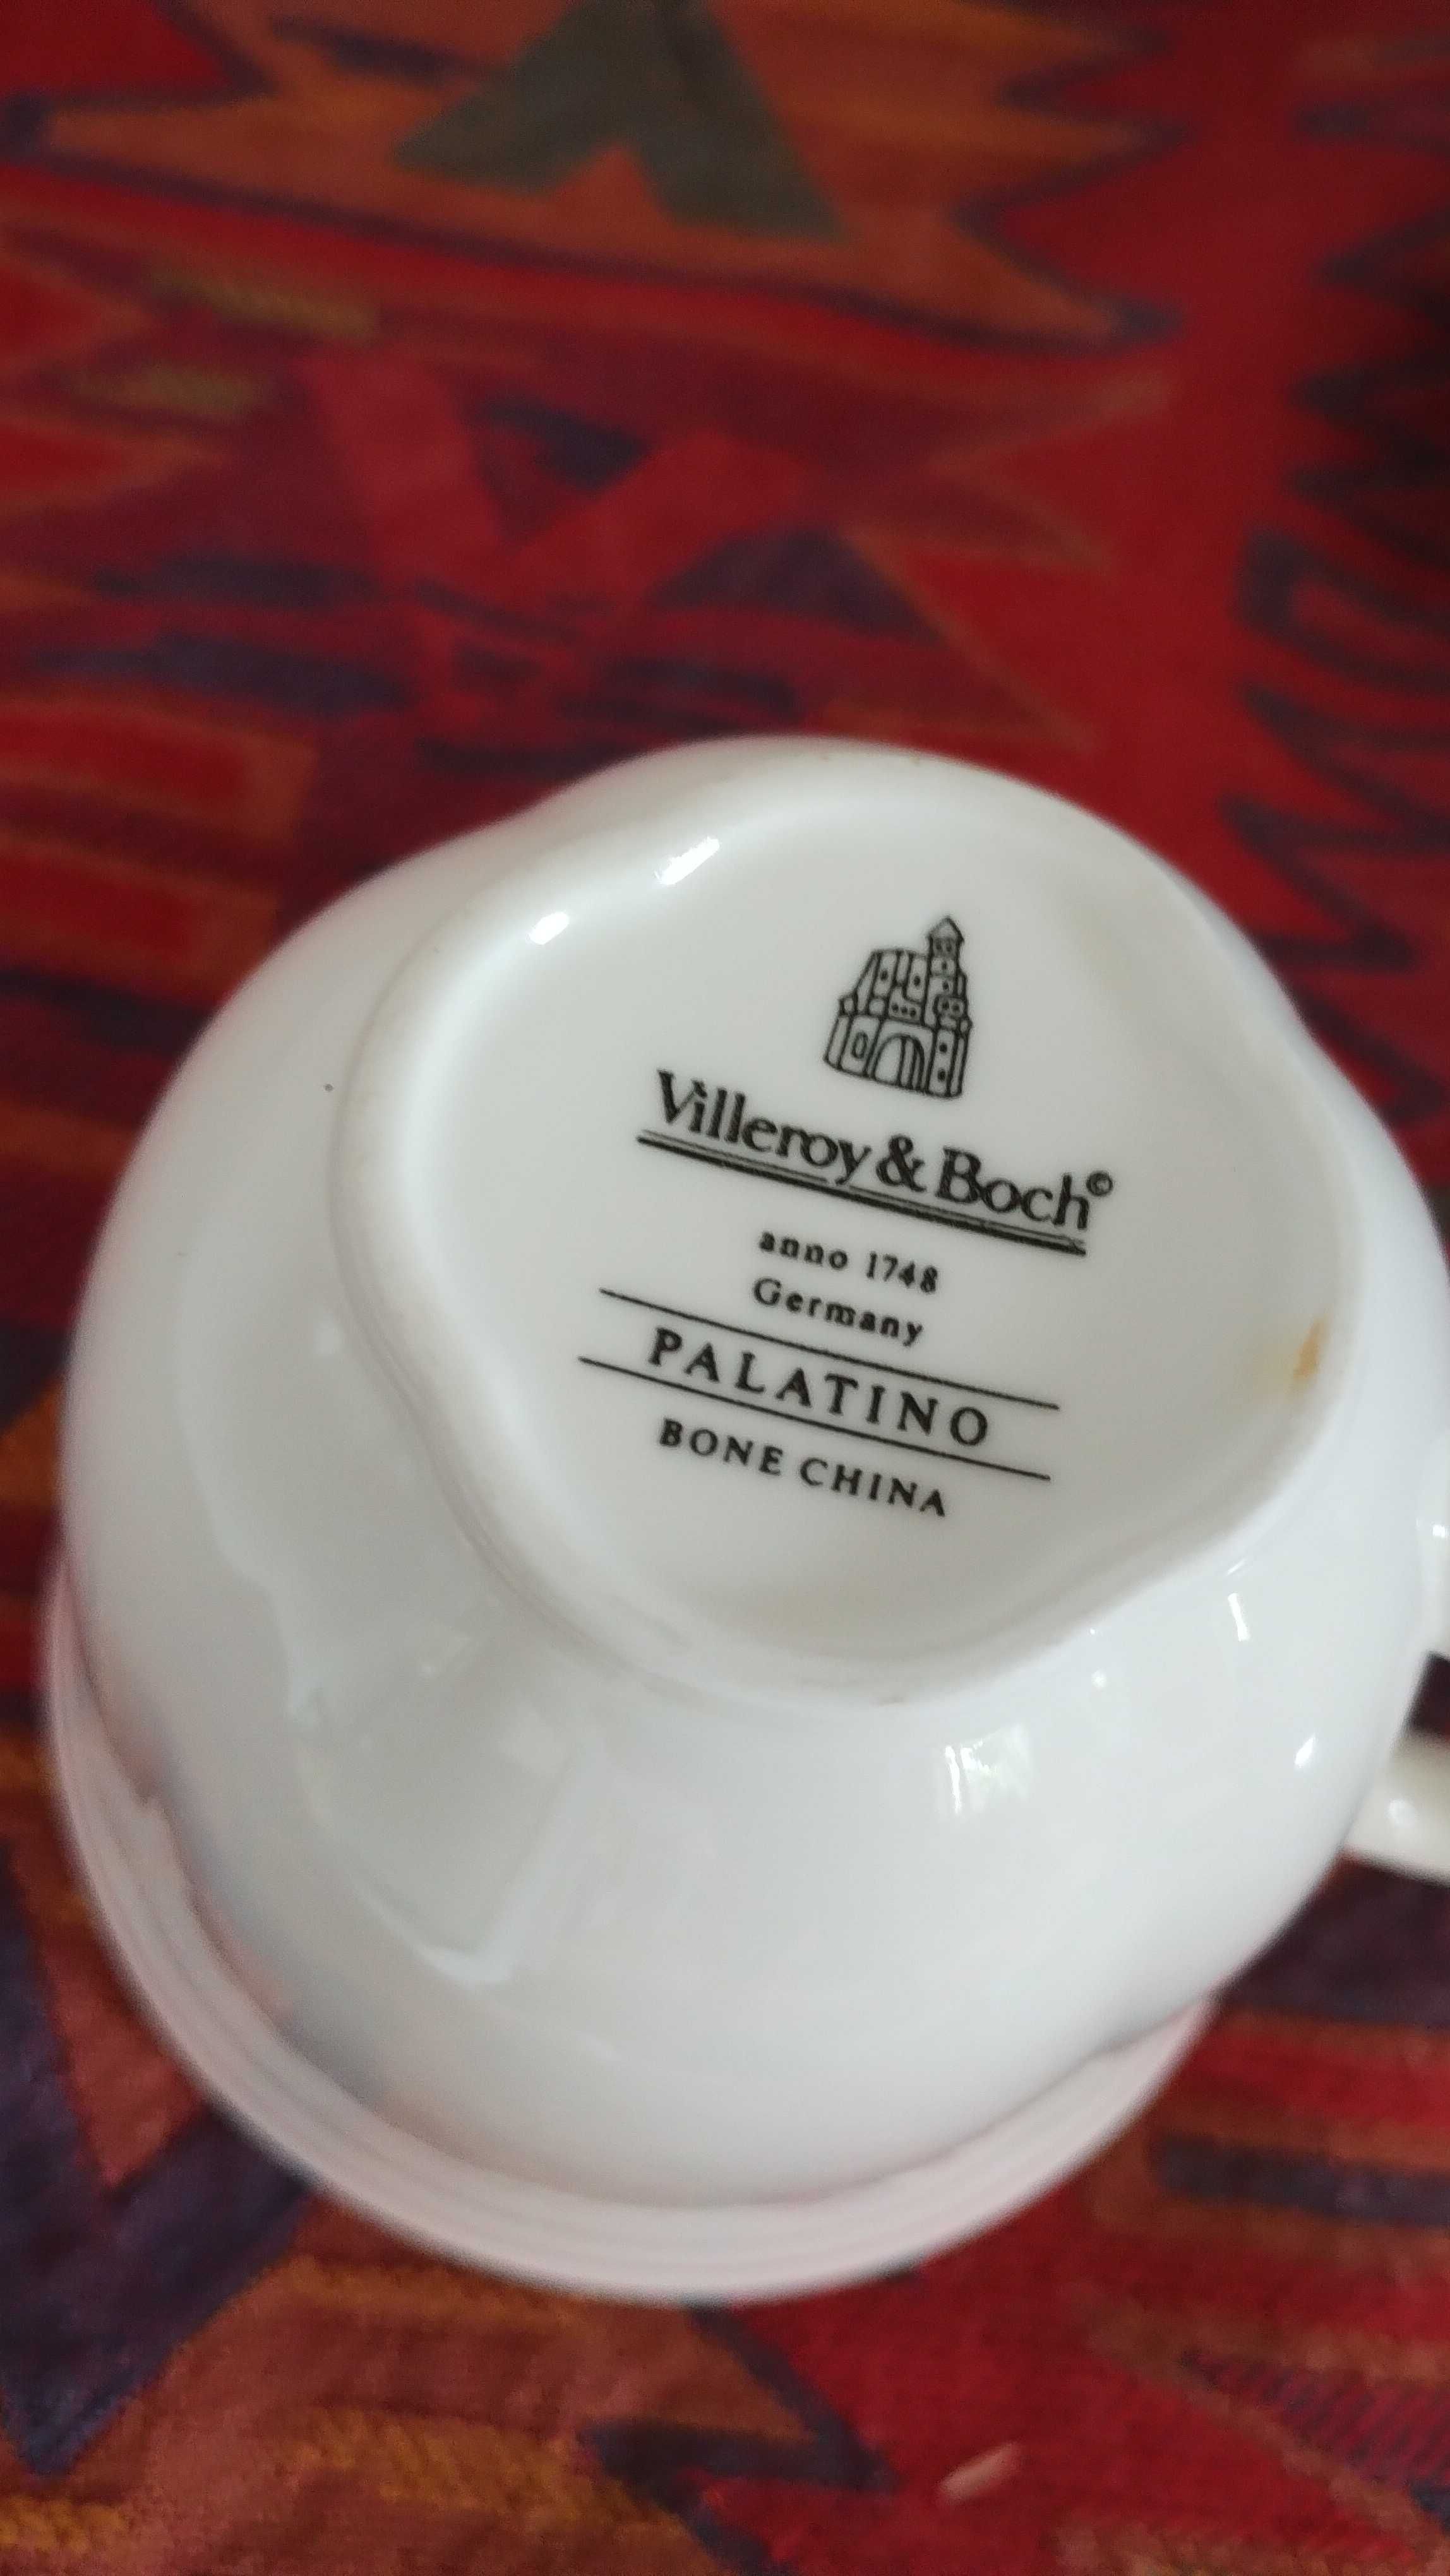 Villeroy & Boch©
anno 1748
Germany
PALATINO
BONE CHINA